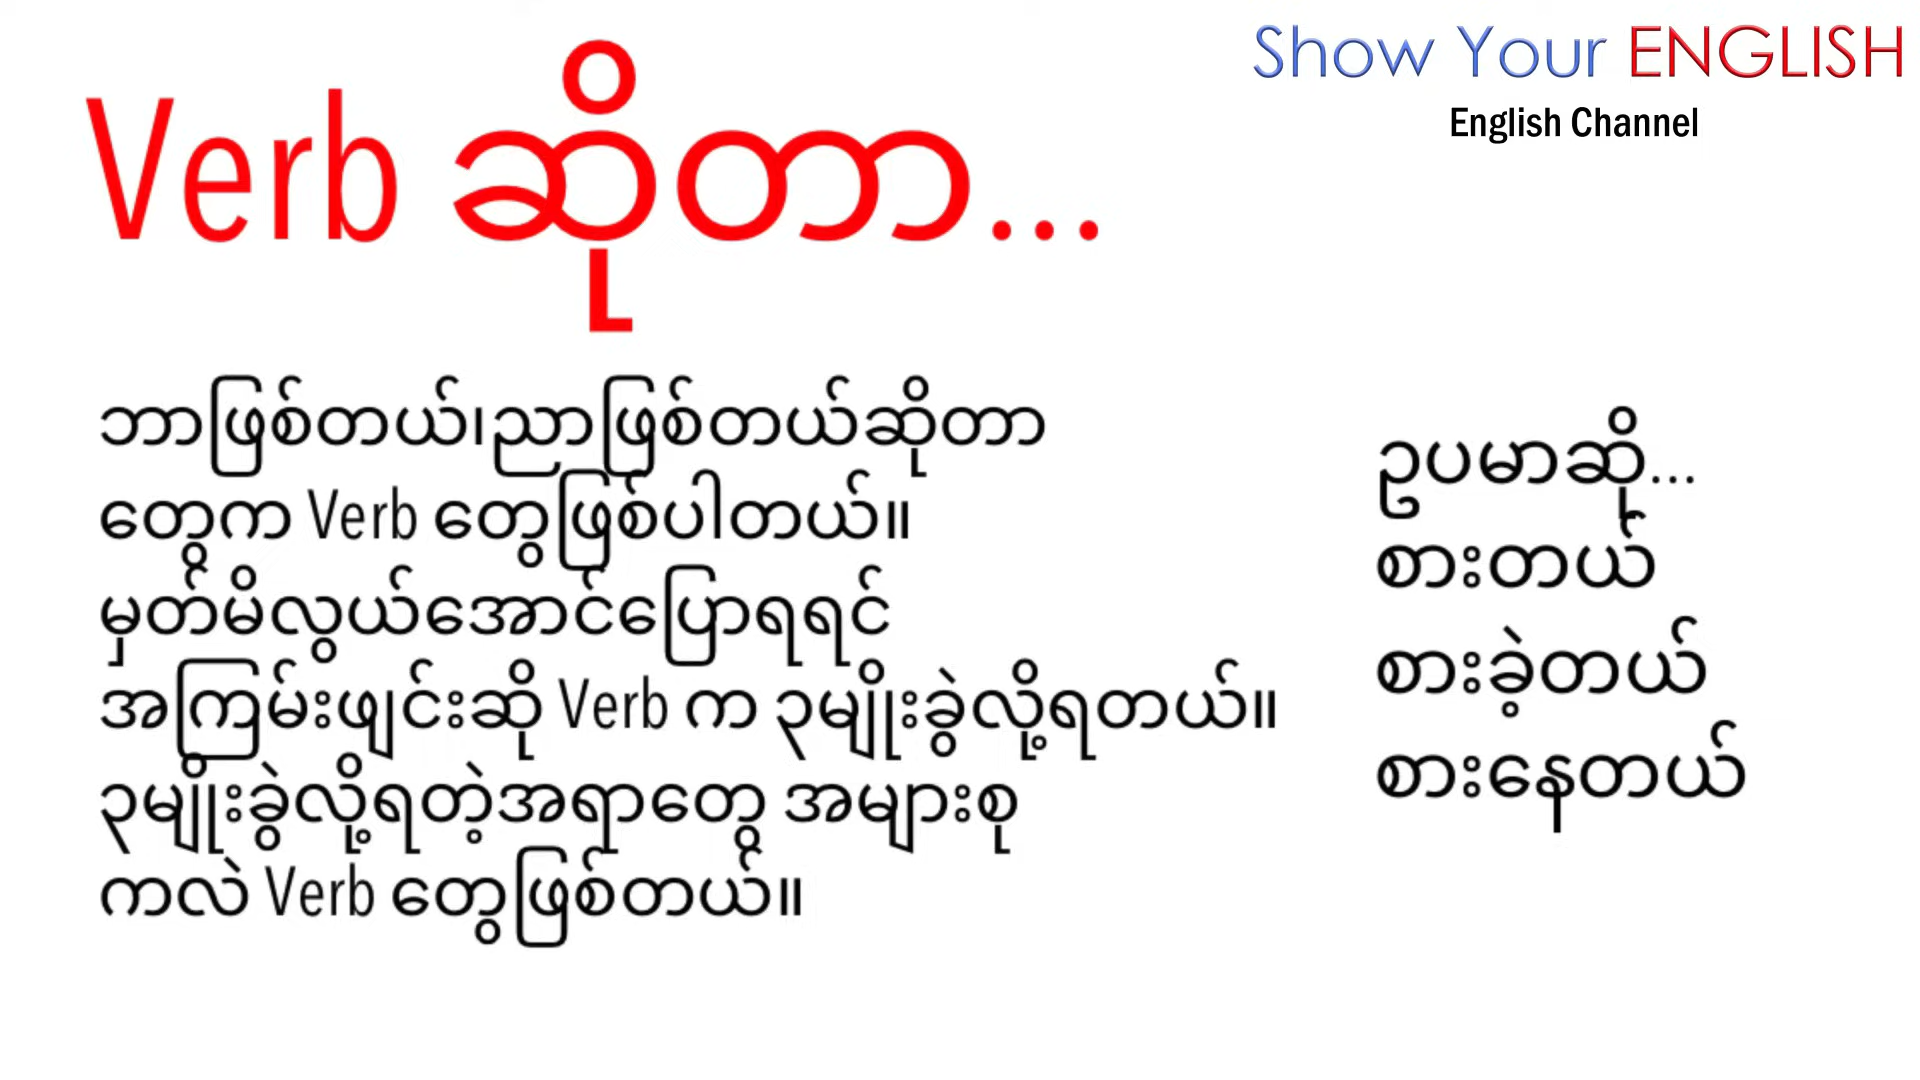 Show Your ENGLISH
English Channel
Verb ဆိုတာ...
ဘာဖြစ်တယ်၊ညာဖြစ်တယ်ဆိုတာ
တွေက Verb တွေဖြစ်ပါတယ်။
မှတ်မိလွယ်အောင်ပြောရရင်
အကြမ်းဖျင်းဆို Verb က ၃မျိုးခွဲလို့ရတယ်။
၃မျိုးခွဲလို့ရတဲ့အရာတွေ အများစု
ကလဲ Verb တွေဖြစ်တယ်။
ဥပမာဆို...
စားတယ်
စားခဲ့တယ်
စားနေတယ်